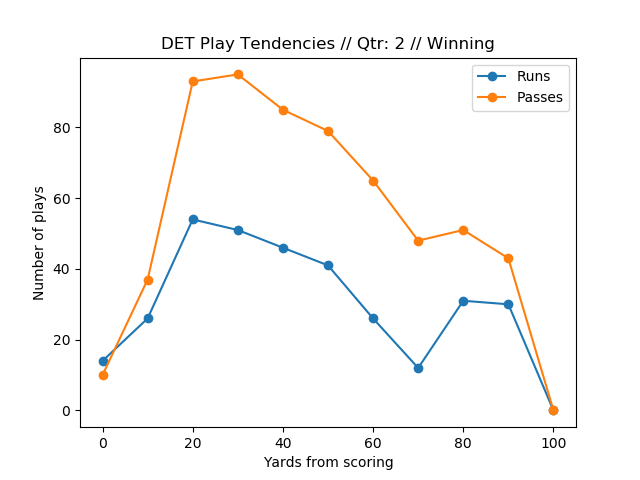 DET Play Tendencies // Qtr: 2 // Winning
Runs
Passes
Number of plays
80
60
40
20
0
0 20 40 60 80 100
Yards from scoring